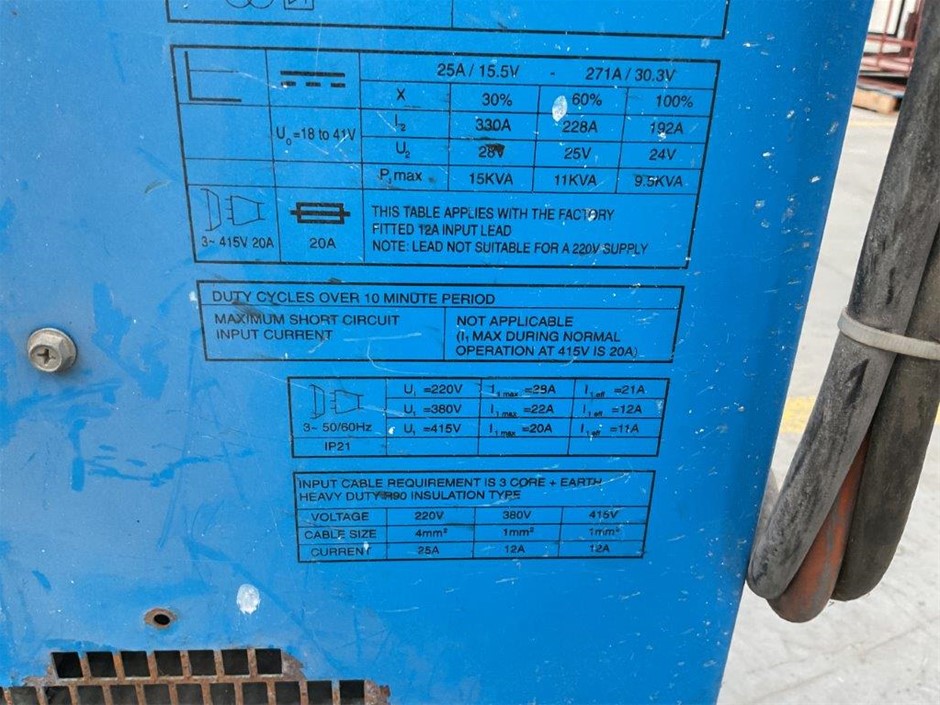 25A / 15.5V - 271A / 30.3V
X 30% 60% 100%
U₀ =18 to 41V
I₂ 330A 228A 192A
U₂ 28V 25V 24V
P₁ max 15KVA 11KVA 9.5KVA
3~ 415V 20A
20A
THIS TABLE APPLIES WITH THE FACTORY
FITTED 12A INPUT LEAD
NOTE: LEAD NOT SUITABLE FOR A 220V SUPPLY
DUTY CYCLES OVER 10 MINUTE PERIOD
MAXIMUM SHORT CIRCUIT
INPUT CURRENT
NOT APPLICABLE
(I₁ MAX DURING NORMAL
OPERATION AT 415V IS 20A)
3~ 50/60Hz
IP21
U₁ =220V I₁ max =29A I₁ eff =21A
U₁ =380V I₁ max =22A I₁ eff =12A
U₁ =415V I₁ max =20A I₁ eff =11A
INPUT CABLE REQUIREMENT IS 3 CORE + EARTH
HEAVY DUTY R90 INSULATION TYPE
VOLTAGE 220V 380V 415V
CABLE SIZE 4mm² 1mm² 1mm²
CURRENT 25A 12A 12A